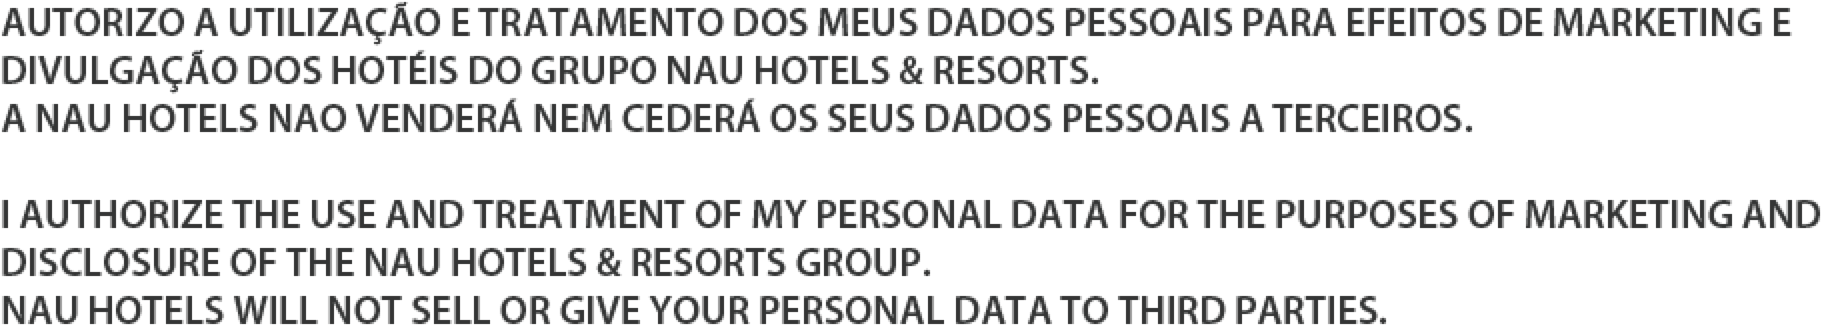 AUTORIZO A UTILIZAÇÃO E TRATAMENTO DOS MEUS DADOS PESSOAIS PARA EFEITOS DE MARKETING E
DIVULGAÇÃO DOS HOTÉIS DO GRUPO NAU HOTELS & RESORTS.
A NAU HOTELS NAO VENDERÁ NEM CEDERÁ OS SEUS DADOS PESSOAIS A TERCEIROS.
I AUTHORIZE THE USE AND TREATMENT OF MY PERSONAL DATA FOR THE PURPOSES OF MARKETING AND
DISCLOSURE OF THE NAU HOTELS & RESORTS GROUP.
NAU HOTELS WILL NOT SELL OR GIVE YOUR PERSONAL DATA TO THIRD PARTIES.